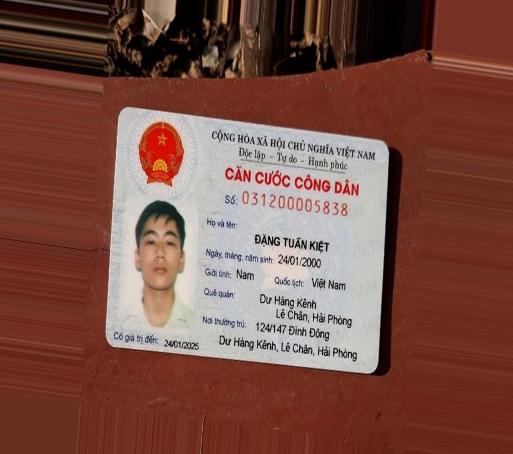 CỘNG HÒA XÃ HỘI CHỦ NGHĨA VIỆT NAM
Độc lập - Tự do - Hạnh phúc
CĂN CƯỚC CÔNG DÂN
Số: 031200005838
Họ và tên:
ĐẶNG TUẤN KIỆT
Ngày, tháng, năm sinh: 24/01/2000
Giới tính: Nam Quốc tịch: Việt Nam
Quê quán: Dư Hàng Kênh
Lê Chân, Hải Phòng
Nơi thường trú: 124/147 Đình Đông
Dư Hàng Kênh, Lê Chân, Hải Phòng
Có giá trị đến: 24/01/2025